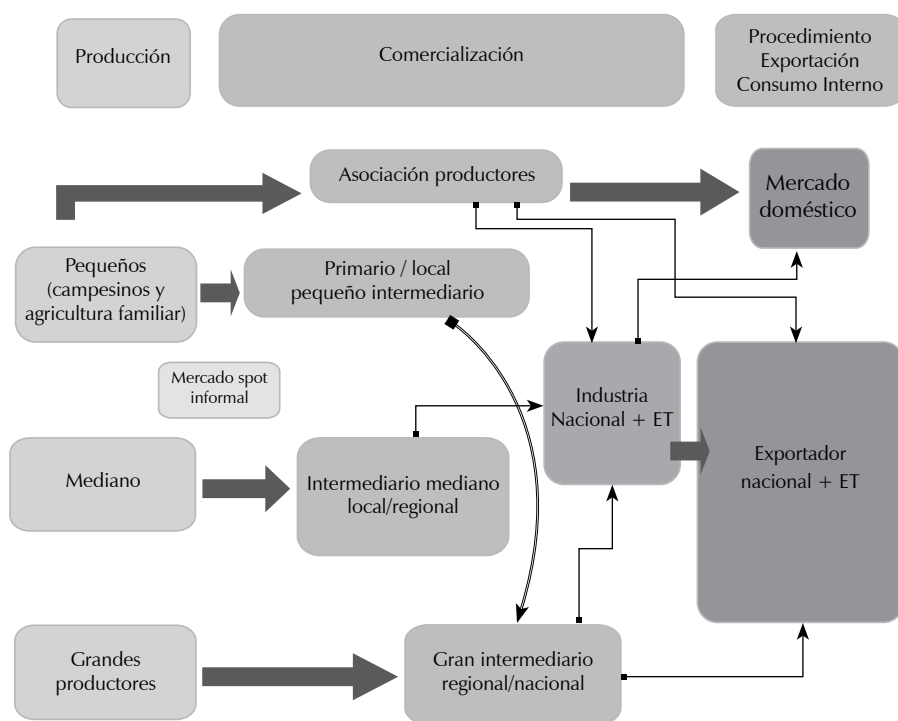 Producción
Comercialización
Procedimiento
Exportación
Consumo Interno
Asociación productores
Mercado
doméstico
Pequeños
(campesinos y
agricultura familiar)
Primario / local
pequeño intermediario
Mercado spot
informal
Industria
Nacional + ET
Mediano
Intermediario mediano
local/regional
Exportador
nacional + ET
Grandes
productores
Gran intermediario
regional/nacional